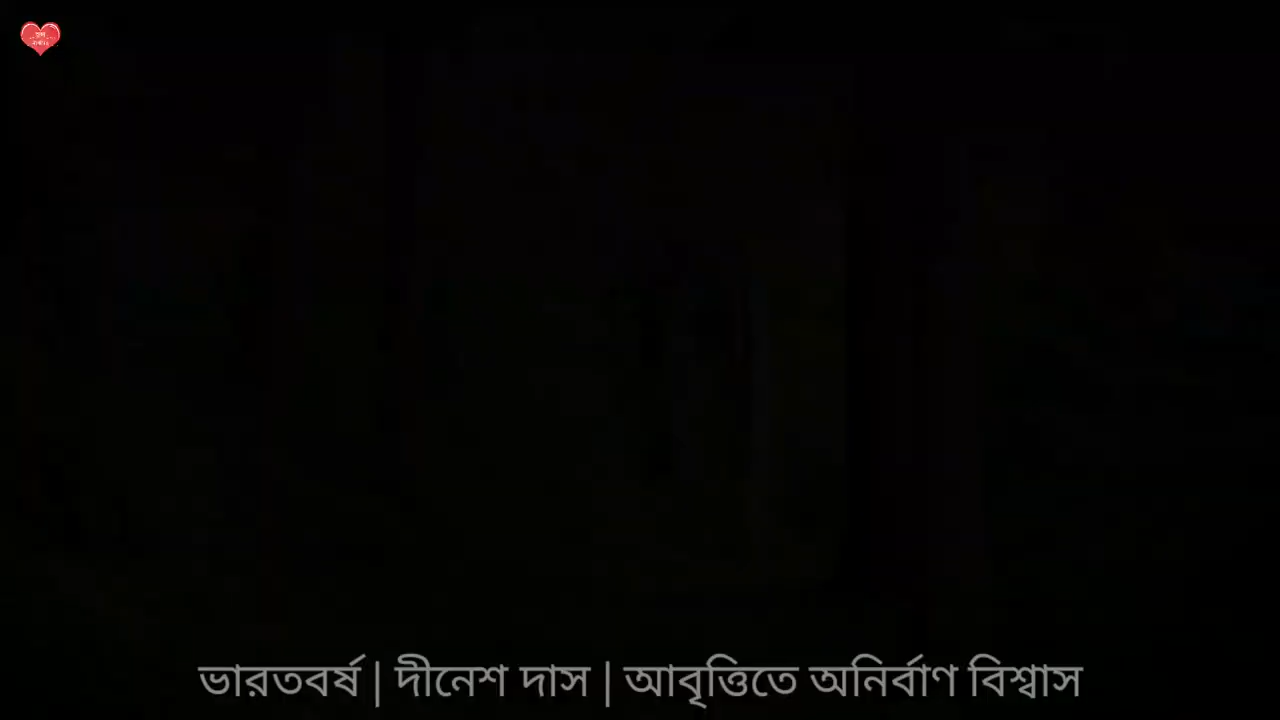 ভারতবর্ষ | দীনেশ দাস | আবৃত্তিতে অনির্বাণ বিশ্বাস